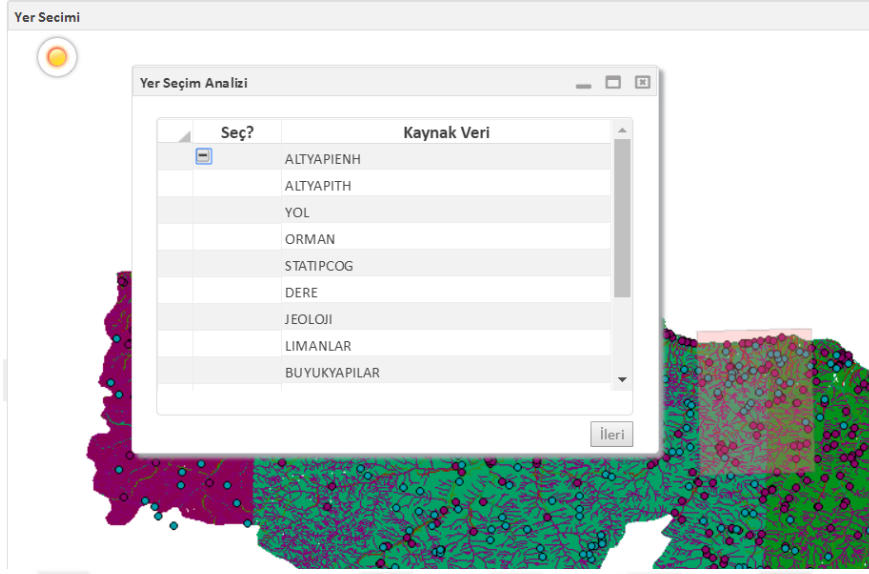 Yer Secimi
Yer Seçim Analizi
Seç? Kaynak Veri
ALTYAPIENH
ALTYAPITH
YOL
ORMAN
STATIPCOG
DERE
JEOLOJI
LIMANLAR
BUYUKYAPILAR
İleri